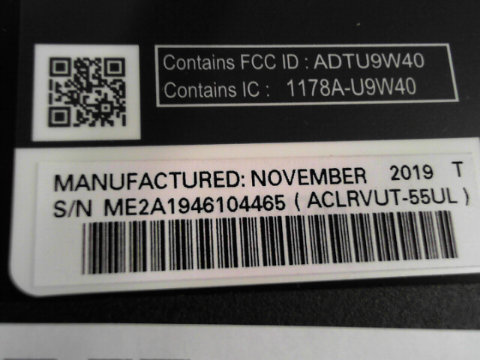 Contains FCC ID : ADTU9W40
Contains IC : 1178A-U9W40
MANUFACTURED: NOVEMBER 2019 T
S/N ME2A1946104465 ( ACLRVUT-55UL )